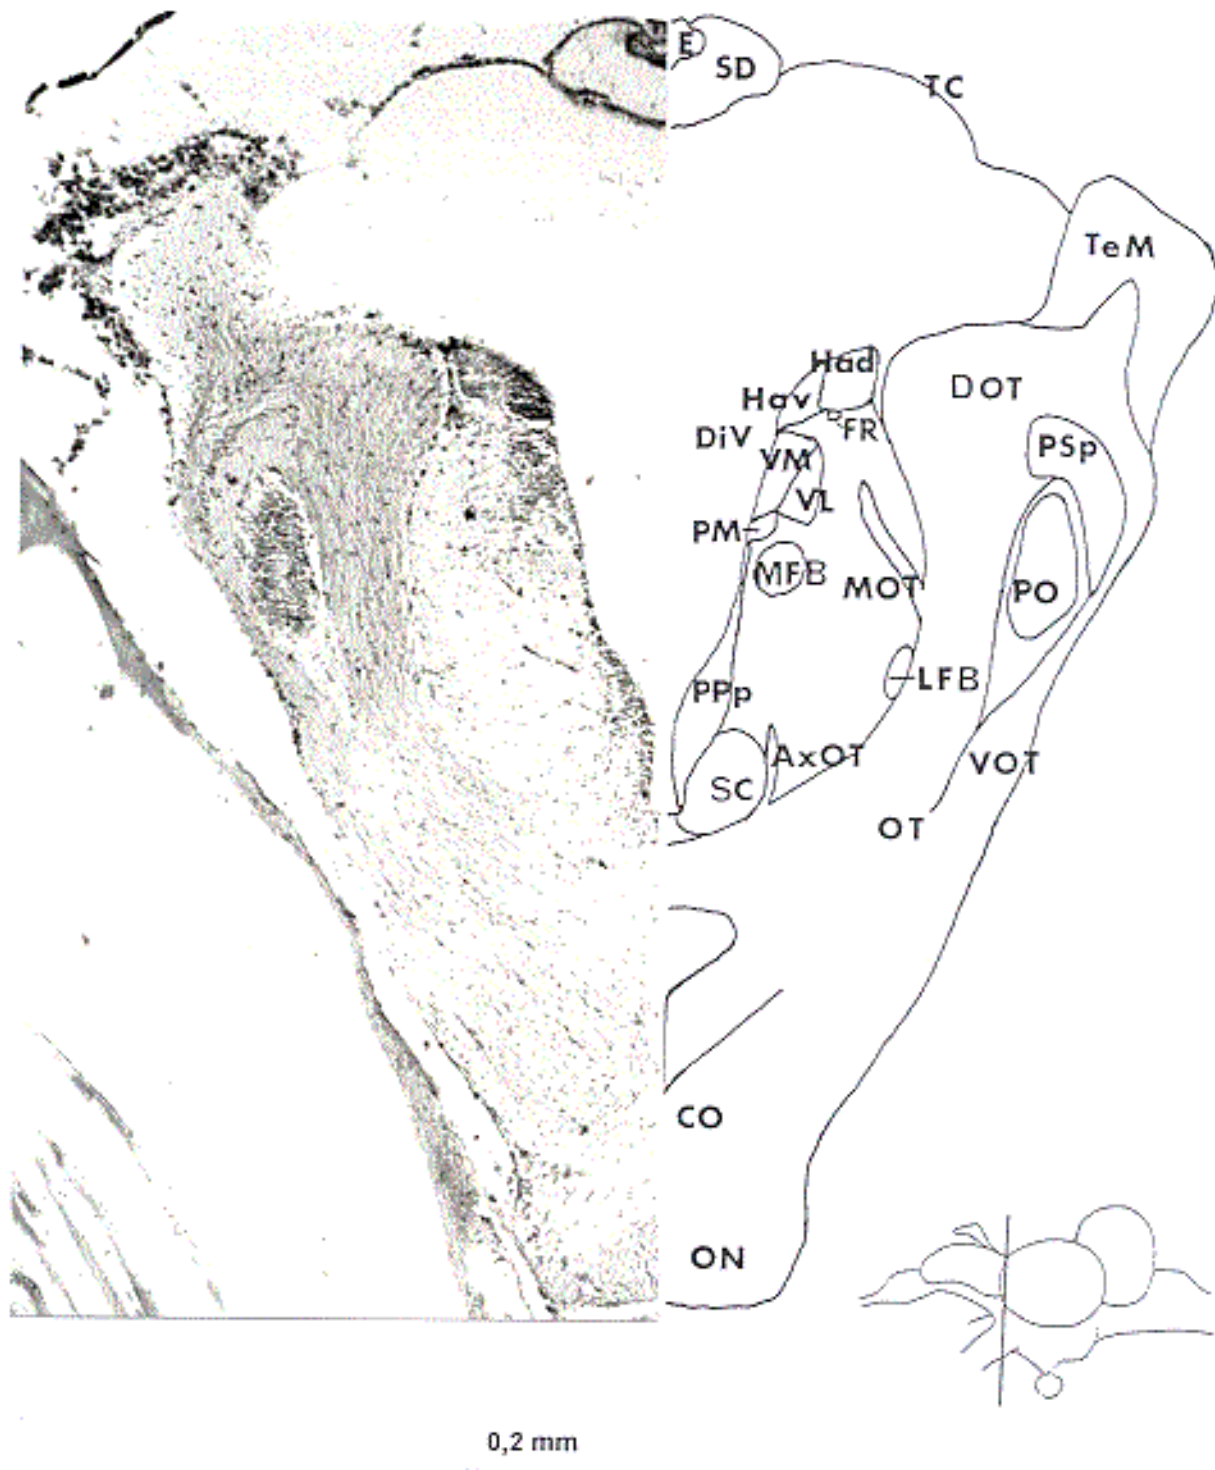 E
SD
TC
TeM
Had
DOT
Hav
DiV
FR
PSp
VM
VL
PM
MFB
MOT
PO
PPp
LFB
AxOT
VOT
SC
OT
CO
ON
0,2 mm